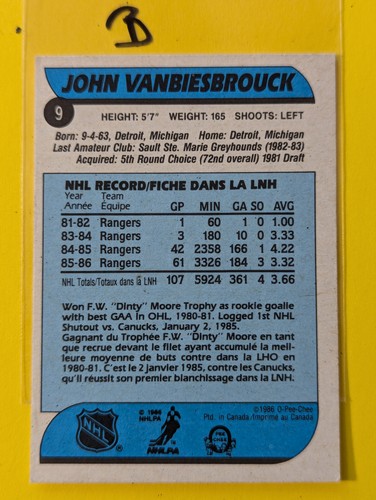 B
JOHN VANBIESBROUCK
9
HEIGHT: 5'7" WEIGHT: 165 SHOOTS: LEFT
Born: 9-4-63, Detroit, Michigan Home: Detroit, Michigan
Last Amateur Club: Sault Ste. Marie Greyhounds (1982-83)
Acquired: 5th Round Choice (72nd overall) 1981 Draft
NHL RECORD/FICHE DANS LA LNH
Year Team
Année Équipe GP MIN GA SO AVG
81-82 Rangers 1 60 1 0 1.00
83-84 Rangers 3 180 10 0 3.33
84-85 Rangers 42 2358 166 1 4.22
85-86 Rangers 61 3326 184 3 3.32
NHL Totals/Totaux dans la LNH 107 5924 361 4 3.66
Won F.W. "Dinty" Moore Trophy as rookie goalie
with best GAA in OHL, 1980-81. Logged 1st NHL
Shutout vs. Canucks, January 2, 1985.
Gagnant du Trophée F.W. "Dinty" Moore en tant
que recrue devant le filet ayant accumulé la meil-
leure moyenne de buts contre dans la LHO en
1980-81. C'est le 2 janvier 1985, contre les Canucks,
qu'il réussit son premier blanchissage dans la LNH.
©1986 O-Pee-Chee
Ptd. in Canada/Imprimé au Canada
NHL
© 1986
NHLPA
NHLPA
OPEE CHEE